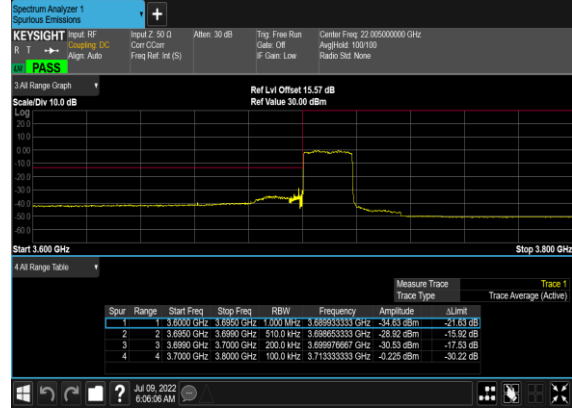 Spectrum Analyzer 1
Spurious Emissions
+
KEYSIGHT Input: RF Input Z: 50 Ω Atten: 30 dB Trig: Free Run Center Freq: 22.005000000 GHz
R T Coupling: DC Corr CCorr Gate: Off Avg|Hold: 100/100
Align: Auto Freq Ref: Int (S) IF Gain: Low Radio Std: None
LW PASS
3 All Range Graph
Ref Lvl Offset 15.57 dB
Scale/Div 10.0 dB Ref Value 30.00 dBm
Log
20.0
10.0
0.00
-10.0
-20.0
-30.0
-40.0
-50.0
-60.0
Start 3.600 GHz Stop 3.800 GHz
4 All Range Table
Measure Trace Trace 1
Trace Type Trace Average (Active)
Spur Range Start Freq Stop Freq RBW Frequency Amplitude ΔLimit
1 1 3.6000 GHz 3.6950 GHz 1.000 MHz 3.689933333 GHz -34.63 dBm -21.63 dB
2 2 3.6950 GHz 3.6990 GHz 510.0 kHz 3.698653333 GHz -28.92 dBm -15.92 dB
3 3 3.6990 GHz 3.7000 GHz 200.0 kHz 3.699976667 GHz -30.53 dBm -17.53 dB
4 4 3.7000 GHz 3.8000 GHz 100.0 kHz 3.713333333 GHz -0.225 dBm -30.22 dB
? Jul 09, 2022
6:06:06 AM